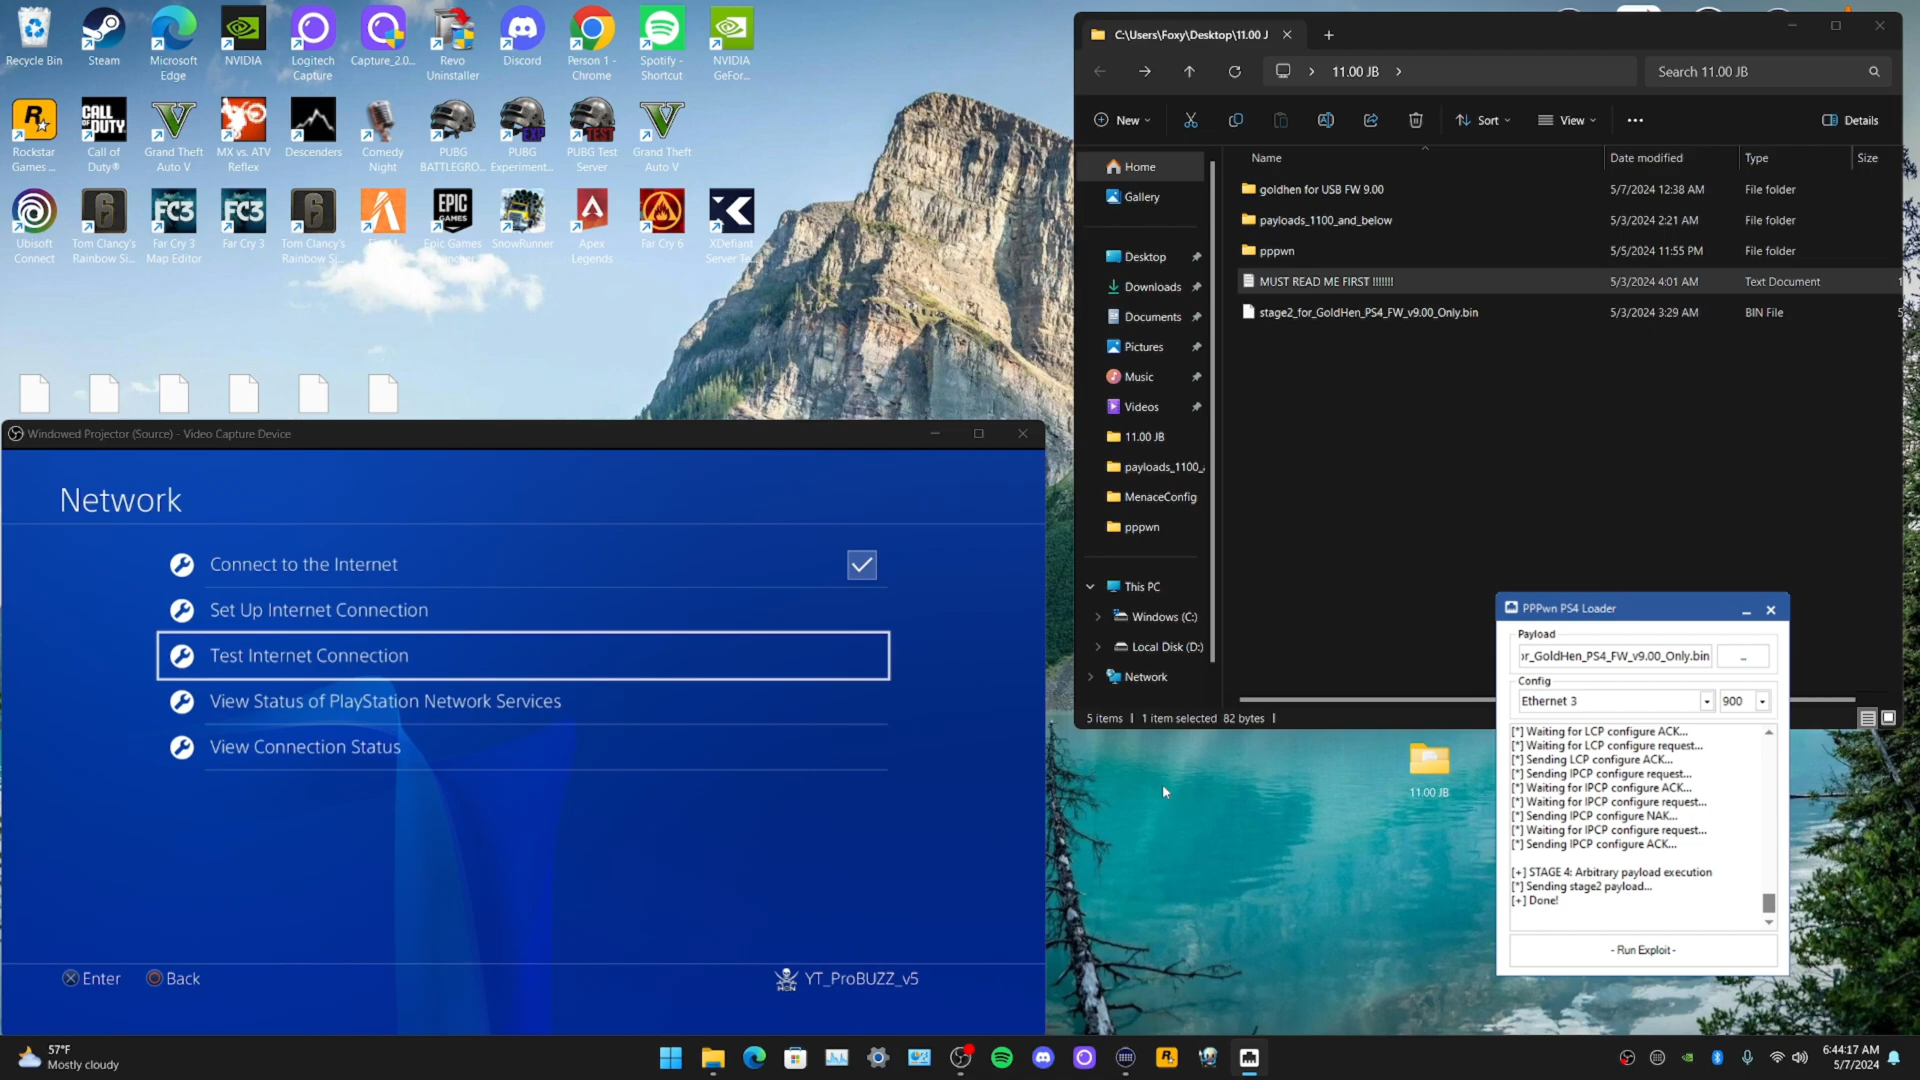 Recycle Bin
Steam
Microsoft Edge
NVIDIA
Logitech Capture
Capture_2.0...
Revo Uninstaller
Discord
Person 1 - Chrome
Spotify - Shortcut
NVIDIA GeFor...
Rockstar Games ...
CALL OF DUTY
Call of Duty®
Grand Theft Auto V
MX vs. ATV Reflex
Descenders
Comedy Night
PUBG BATTLEGRO...
EXP
PUBG Experiment...
TEST
PUBG Test Server
Grand Theft Auto V
Ubisoft Connect
Tom Clancy's Rainbow Si...
FC3
Far Cry 3 Map Editor
FC3
Far Cry 3
Tom Clancy's Rainbow Si...
EPIC GAMES
Epic Games
SnowRunner
Apex Legends
Far Cry 6
XDefiant Server To...
Windowed Projector (Source) - Video Capture Device
Network
Connect to the Internet
Set Up Internet Connection
Test Internet Connection
View Status of PlayStation Network Services
View Connection Status
Enter
Back
HEN
YT_ProBUZZ_v5
C:\Users\Foxy\Desktop\11.00 J
11.00 JB
Search 11.00 JB
New
Sort
View
Details
Home
Gallery
Desktop
Downloads
Documents
Pictures
Music
Videos
11.00 JB
payloads_1100_
MenaceConfig
pppwn
This PC
Windows (C:)
Local Disk (D:)
Network
Name Date modified Type Size
goldhen for USB FW 9.00 5/7/2024 12:38 AM File folder
payloads_1100_and_below 5/3/2024 2:21 AM File folder
pppwn 5/5/2024 11:55 PM File folder
MUST READ ME FIRST !!!!!!! 5/3/2024 4:01 AM Text Document 1
stage2_for_GoldHen_PS4_FW_v9.00_Only.bin 5/3/2024 3:29 AM BIN File
5 items 1 item selected 82 bytes
11.00 JB
PPPwn PS4 Loader
Payload
or_GoldHen_PS4_FW_v9.00_Only.bin
..
Config
Ethernet 3
900
[*] Waiting for LCP configure ACK...
[*] Waiting for LCP configure request...
[*] Sending LCP configure ACK...
[*] Sending IPCP configure request...
[*] Waiting for IPCP configure ACK...
[*] Waiting for IPCP configure request...
[*] Sending IPCP configure NAK...
[*] Waiting for IPCP configure request...
[*] Sending IPCP configure ACK...
[+] STAGE 4: Arbitrary payload execution
[*] Sending stage2 payload...
[+] Done!
- Run Exploit -
57°F
Mostly cloudy
6:44:17 AM
5/7/2024